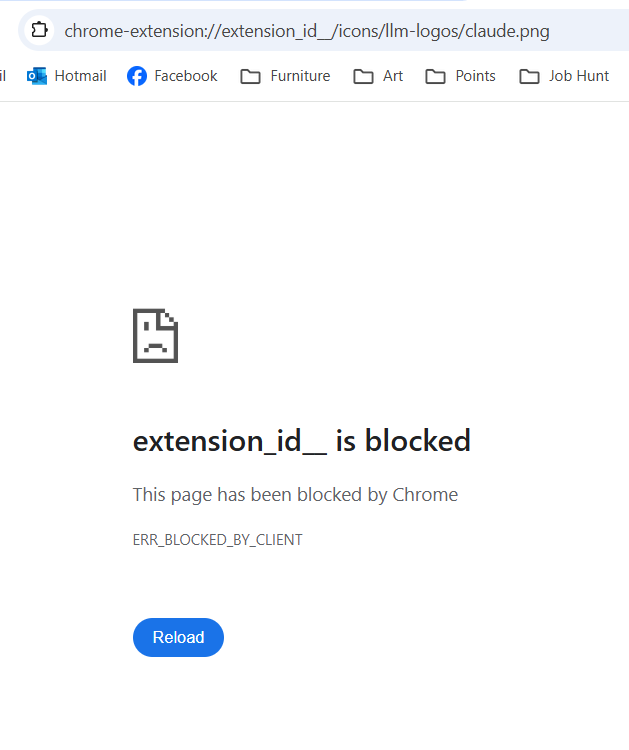 chrome-extension://extension_id__/icons/llm-logos/claude.png
il Hotmail Facebook Furniture Art Points Job Hunt
extension_id__ is blocked
This page has been blocked by Chrome
ERR_BLOCKED_BY_CLIENT
Reload